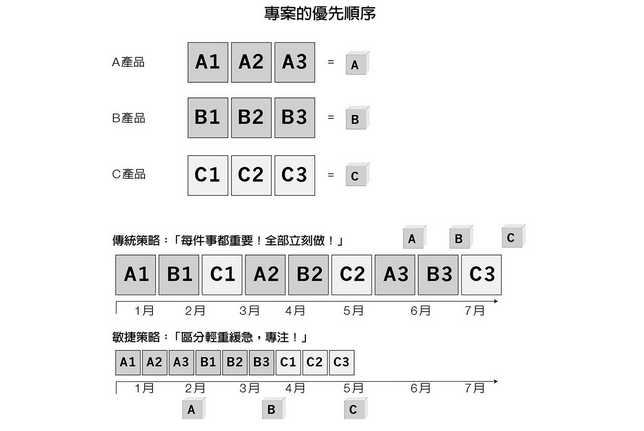 專案的優先順序
A產品 A1 A2 A3 = A
B產品 B1 B2 B3 = B
C產品 C1 C2 C3 = C
傳統策略：「每件事都重要！全部立刻做！」 A B C
A1 B1 C1 A2 B2 C2 A3 B3 C3
1月 2月 3月 4月 5月 6月 7月
敏捷策略：「區分輕重緩急，專注！」
A1 A2 A3 B1 B2 B3 C1 C2 C3
1月 2月 3月 4月 5月 6月 7月
A B C